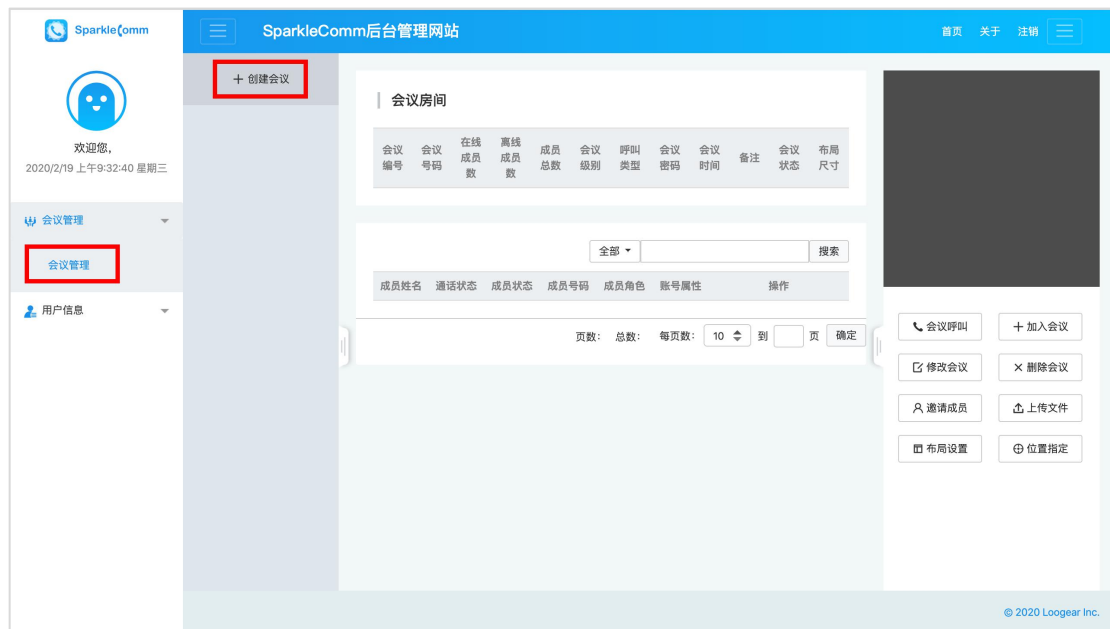 SparkleComm
SparkleComm后台管理网站
首页 关于 注销
欢迎您，
2020/2/19 上午9:32:40 星期三
会议管理
会议管理
用户信息
+ 创建会议
会议房间
会议编号 会议号码 在线成员数 离线成员数 成员总数 会议级别 呼叫类型 会议密码 会议时间 备注 会议状态 布局尺寸
全部 搜索
成员姓名 通话状态 成员状态 成员号码 成员角色 账号属性 操作
页数： 总数： 每页数： 10 到 页 确定
会议呼叫 加入会议
修改会议 删除会议
邀请成员 上传文件
布局设置 位置指定
© 2020 Loogear Inc.